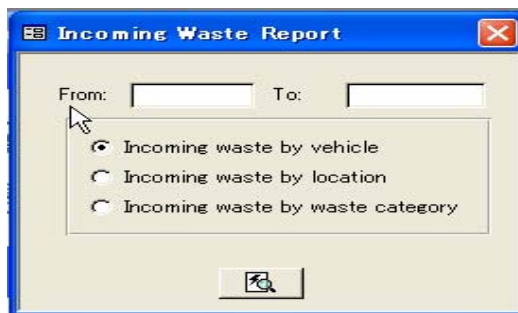 Incoming Waste Report
From: To:
Incoming waste by vehicle
Incoming waste by location
Incoming waste by waste category